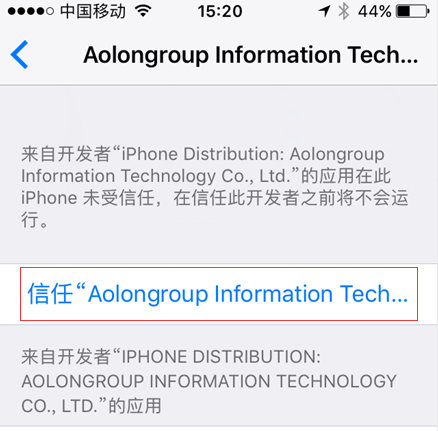 中国移动 15:20 44%
Aolongroup Information Tech...
来自开发者“iPhone Distribution: Aolongroup
Information Technology Co., Ltd.”的应用在此
iPhone 未受信任，在信任此开发者之前将不会运
行。
信任“Aolongroup Information Tech...
来自开发者“IPHONE DISTRIBUTION:
AOLONGROUP INFORMATION TECHNOLOGY
CO., LTD.”的应用